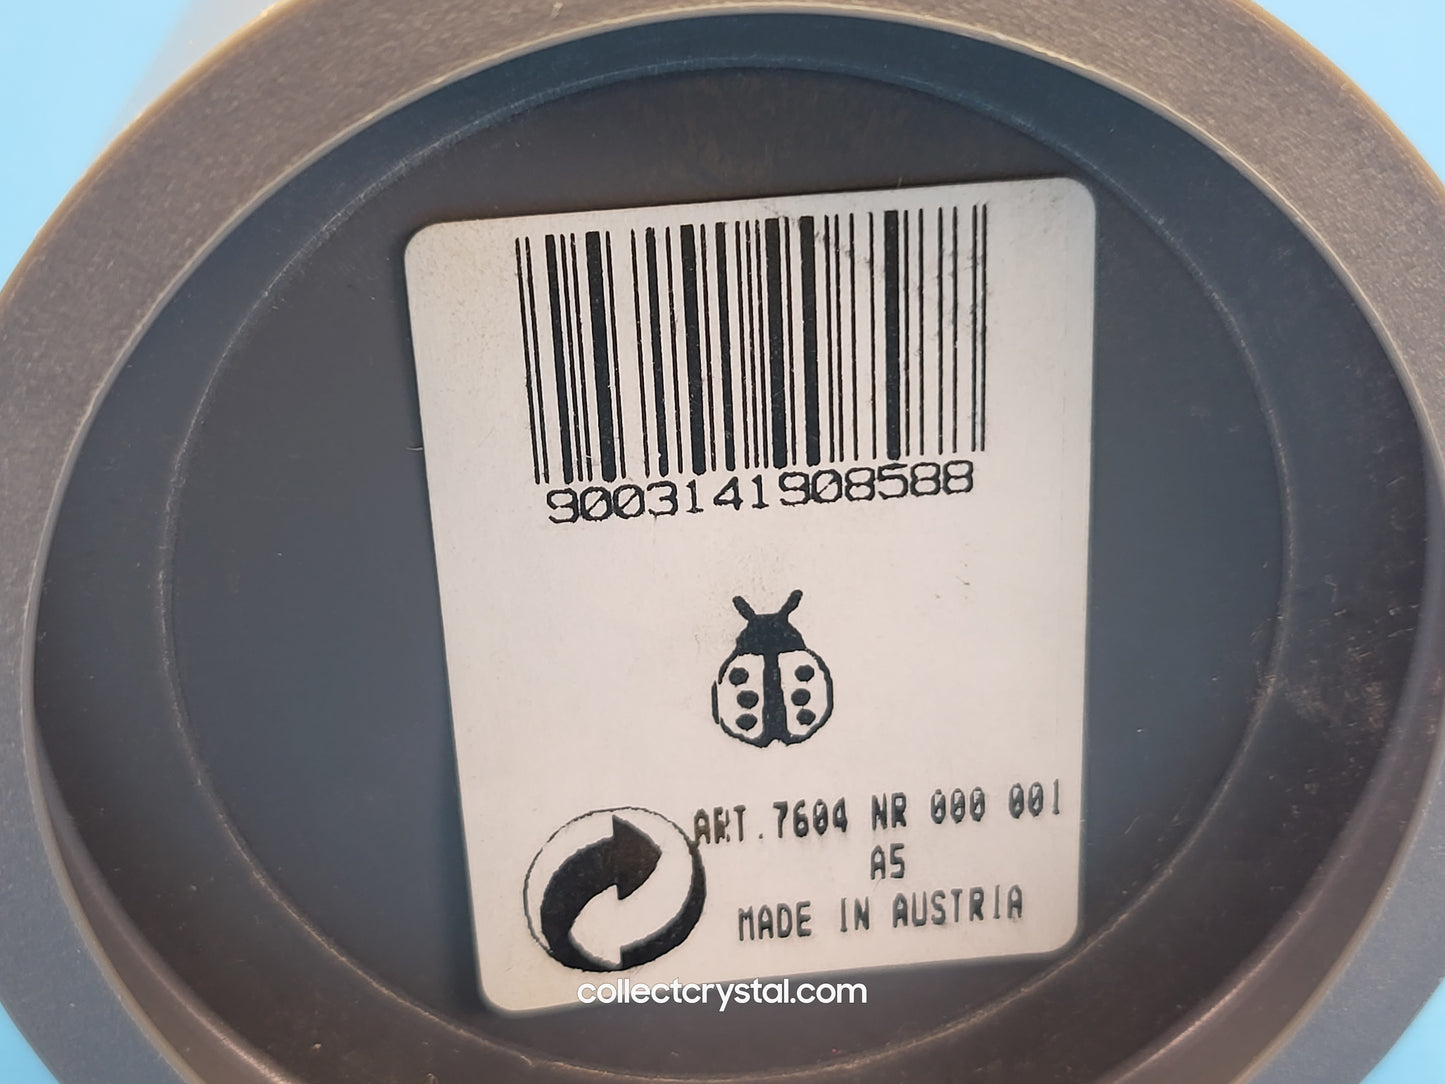 9003141908588
ART.7604 NR 000 001
A5
MADE IN AUSTRIA
collectcrystal.com